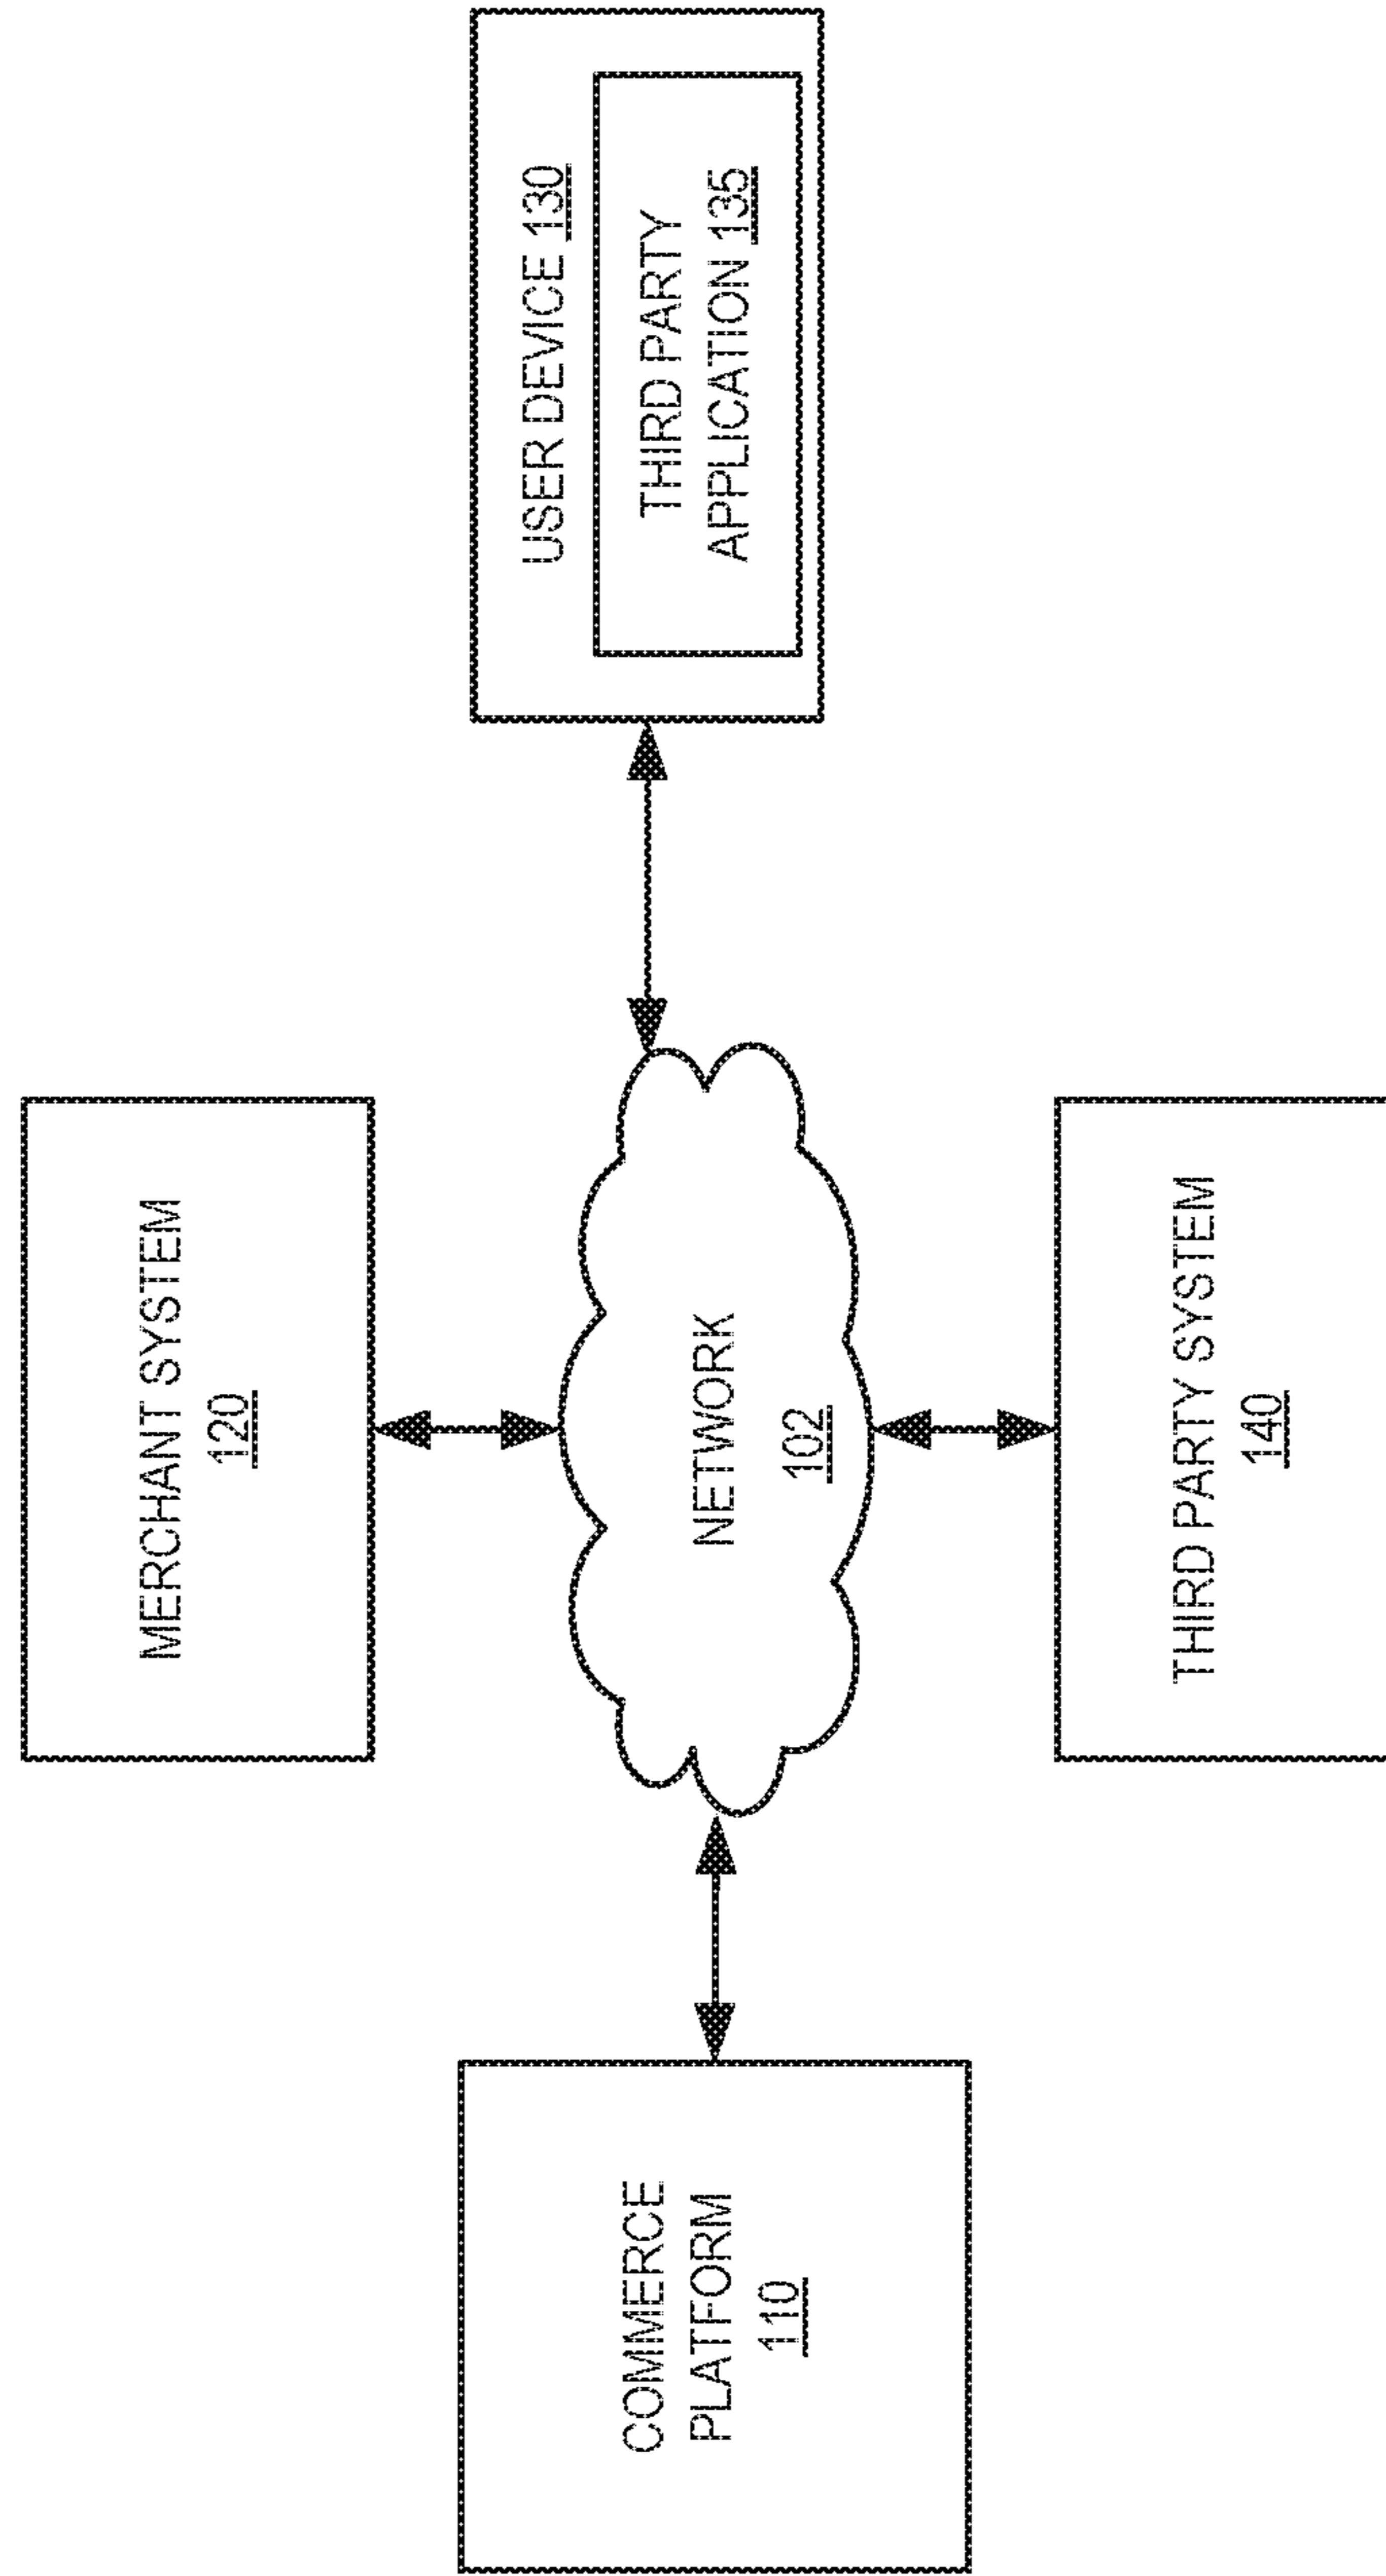 MERCHANT SYSTEM
120
COMMERCE
PLATFORM
110
NETWORK
102
USER DEVICE 130
THIRD PARTY
APPLICATION 135
THIRD PARTY SYSTEM
140